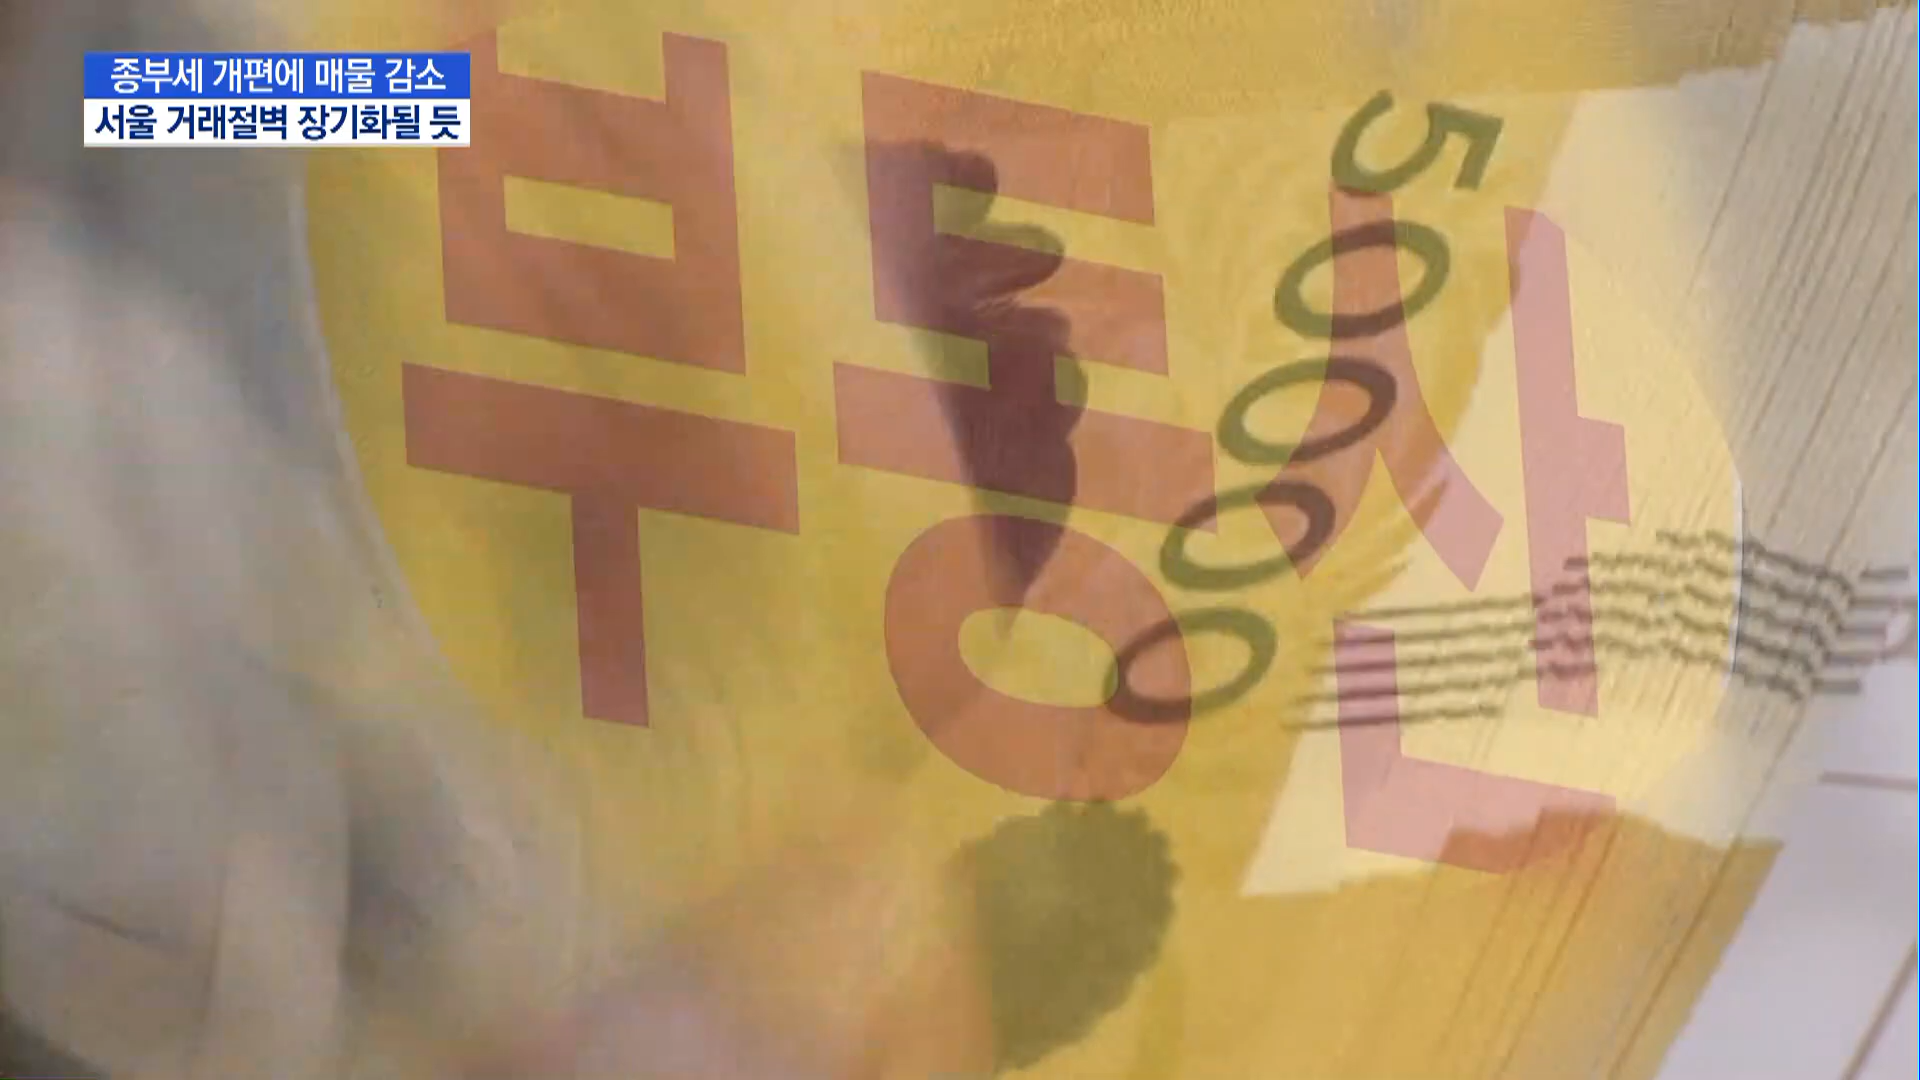 종부세 개편에 매물 감소
서울 거래절벽 장기화될 듯
부동산
50000